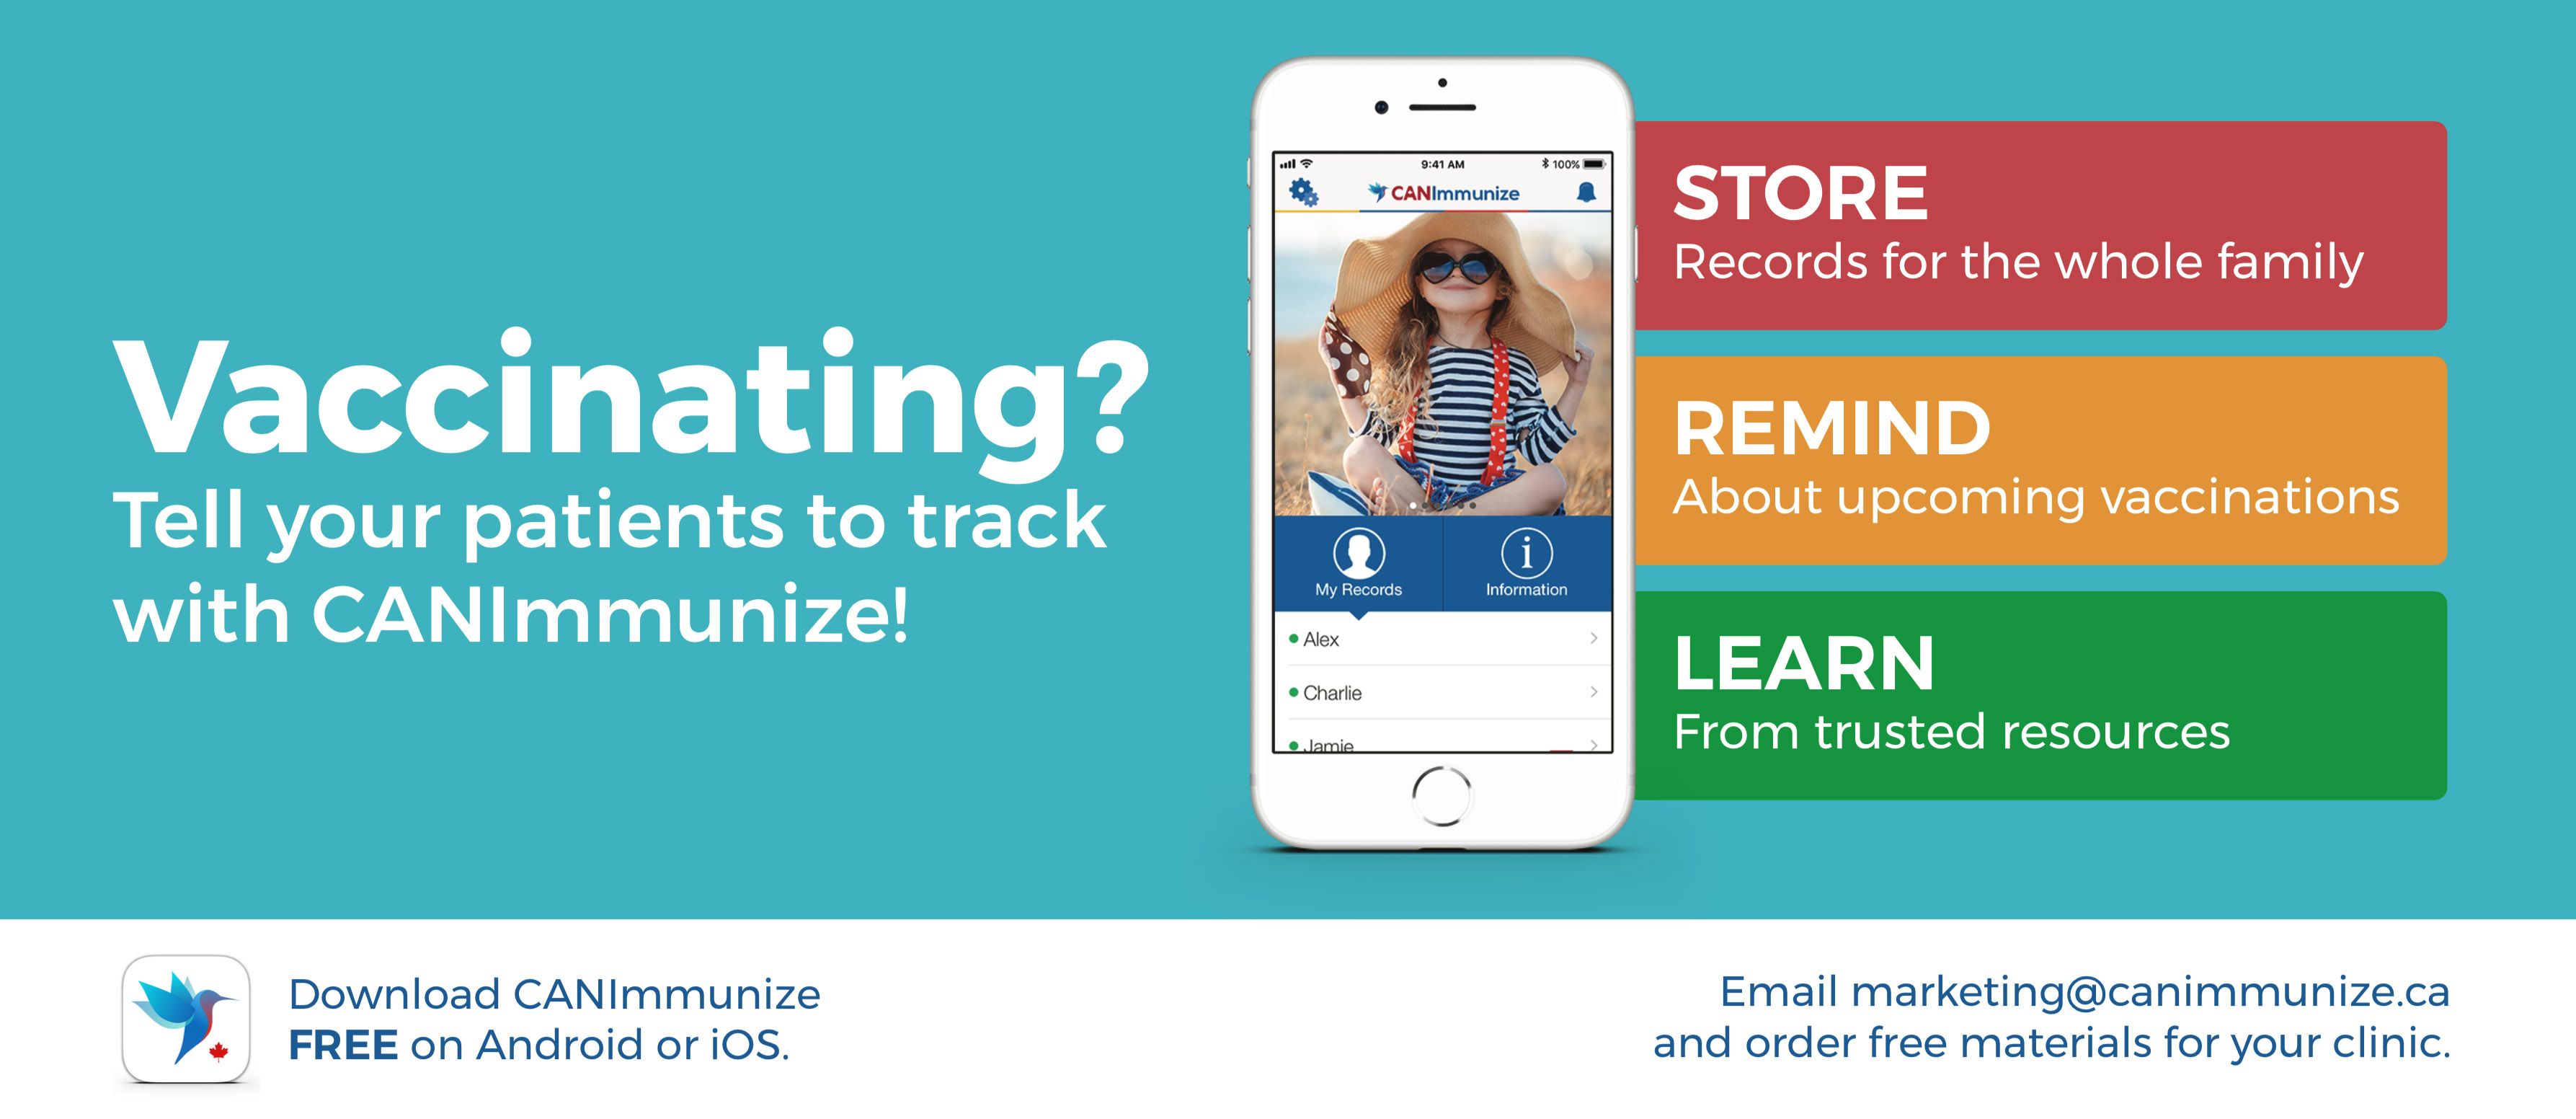 Vaccinating?
Tell your patients to track
with CANImmunize!
9:41 AM
100%
CANImmunize
My Records
Information
Alex
Charlie
Jamie
STORE
Records for the whole family
REMIND
About upcoming vaccinations
LEARN
From trusted resources
Download CANImmunize
FREE on Android or iOS.
Email marketing@canimmunize.ca
and order free materials for your clinic.